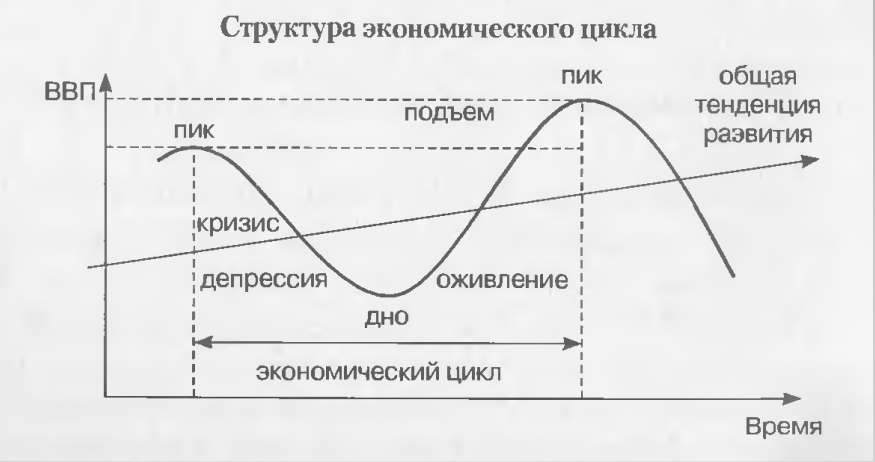 Структура экономического цикла
ВВП
пик
пик
подъем
общая
тенденция
развития
кризис
депрессия
оживление
дно
экономический цикл
Время